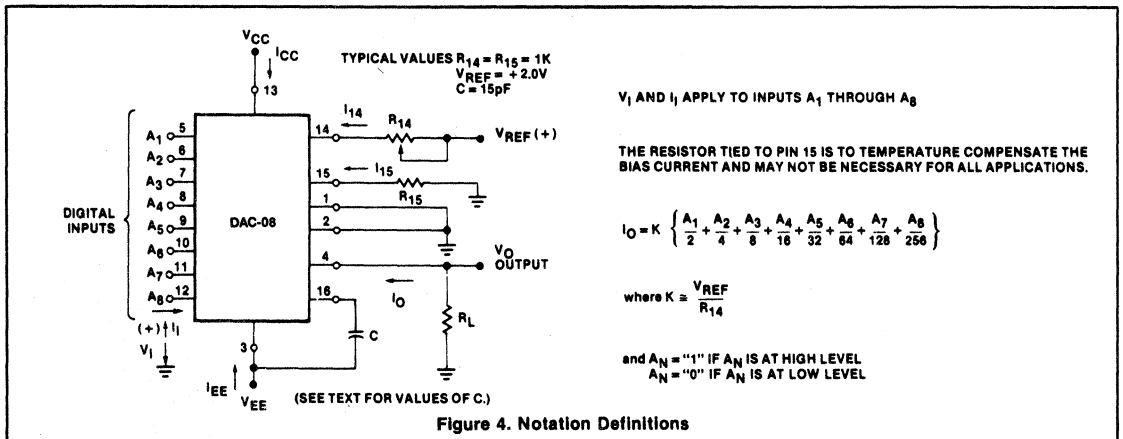 VCC
ICC
13
TYPICAL VALUES R14 = R15 = 1K
VREF = + 2.0V
C = 15pF
DIGITAL
INPUTS
A1 5
A2 6
A3 7
A4 8
A5 9
A6 10
A7 11
A8 12
(+) II
VI
DAC-08
14
I14
R14
VREF (+)
15
I15
R15
1
2
4
VO
OUTPUT
IO
16
C
RL
3
IEE
VEE
(SEE TEXT FOR VALUES OF C.)
VI AND II APPLY TO INPUTS A1 THROUGH A8
THE RESISTOR TIED TO PIN 15 IS TO TEMPERATURE COMPENSATE THE
BIAS CURRENT AND MAY NOT BE NECESSARY FOR ALL APPLICATIONS.
IO = K { A1/2 + A2/4 + A3/8 + A4/16 + A5/32 + A6/64 + A7/128 + A8/256 }
where K ≅ VREF/R14
and AN = "1" IF AN IS AT HIGH LEVEL
AN = "0" IF AN IS AT LOW LEVEL
Figure 4. Notation Definitions